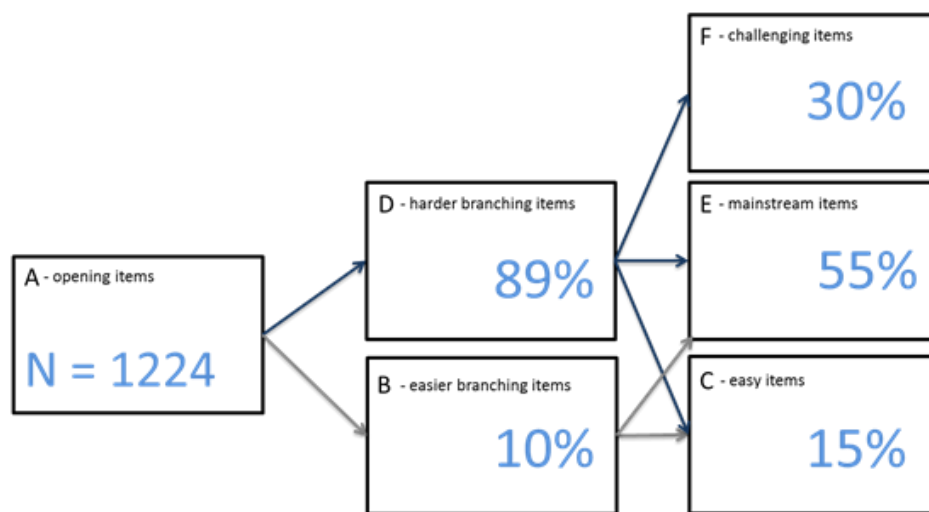 A - opening items
N = 1224
D - harder branching items
89%
B - easier branching items
10%
F - challenging items
30%
E - mainstream items
55%
C - easy items
15%